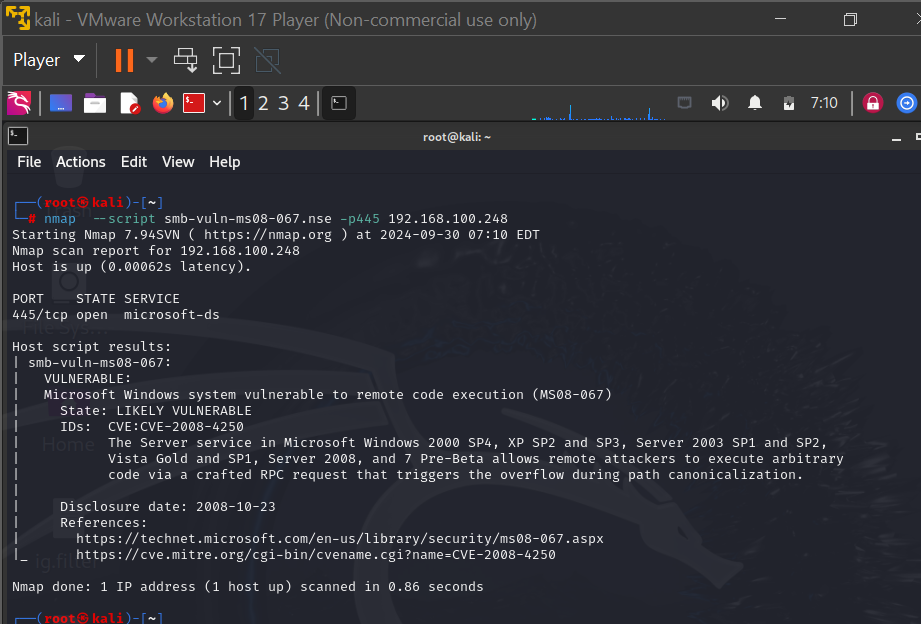 kali - VMware Workstation 17 Player (Non-commercial use only)
Player
1 2 3 4
7:10
root@kali: ~
File Actions Edit View Help
┌──(root㉿kali)-[~]
└─# nmap --script smb-vuln-ms08-067.nse -p445 192.168.100.248
Starting Nmap 7.94SVN ( https://nmap.org ) at 2024-09-30 07:10 EDT
Nmap scan report for 192.168.100.248
Host is up (0.00062s latency).
PORT STATE SERVICE
445/tcp open microsoft-ds
Host script results:
| smb-vuln-ms08-067:
| VULNERABLE:
| Microsoft Windows system vulnerable to remote code execution (MS08-067)
| State: LIKELY VULNERABLE
| IDs: CVE:CVE-2008-4250
| The Server service in Microsoft Windows 2000 SP4, XP SP2 and SP3, Server 2003 SP1 and SP2,
| Vista Gold and SP1, Server 2008, and 7 Pre-Beta allows remote attackers to execute arbitrary
| code via a crafted RPC request that triggers the overflow during path canonicalization.
|
| Disclosure date: 2008-10-23
| References:
| https://technet.microsoft.com/en-us/library/security/ms08-067.aspx
|_ https://cve.mitre.org/cgi-bin/cvename.cgi?name=CVE-2008-4250
Nmap done: 1 IP address (1 host up) scanned in 0.86 seconds
┌──(root㉿kali)-[~]
Home
ig.filter